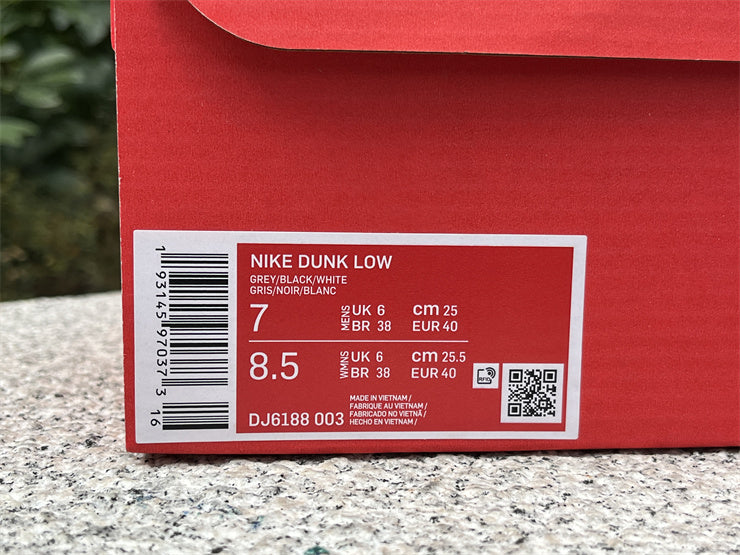 NIKE DUNK LOW
GREY/BLACK/WHITE
GRIS/NOIR/BLANC
7 MENS UK 6 cm 25
BR 38 EUR 40
8.5 WMNS UK 6 cm 25.5
BR 38 EUR 40
RFID
DJ6188 003
MADE IN VIETNAM /
FABRIQUE AU VIETNAM /
FABRICADO NO VIETNÃ /
HECHO EN VIETNAM /
1 93145 97037 3 16